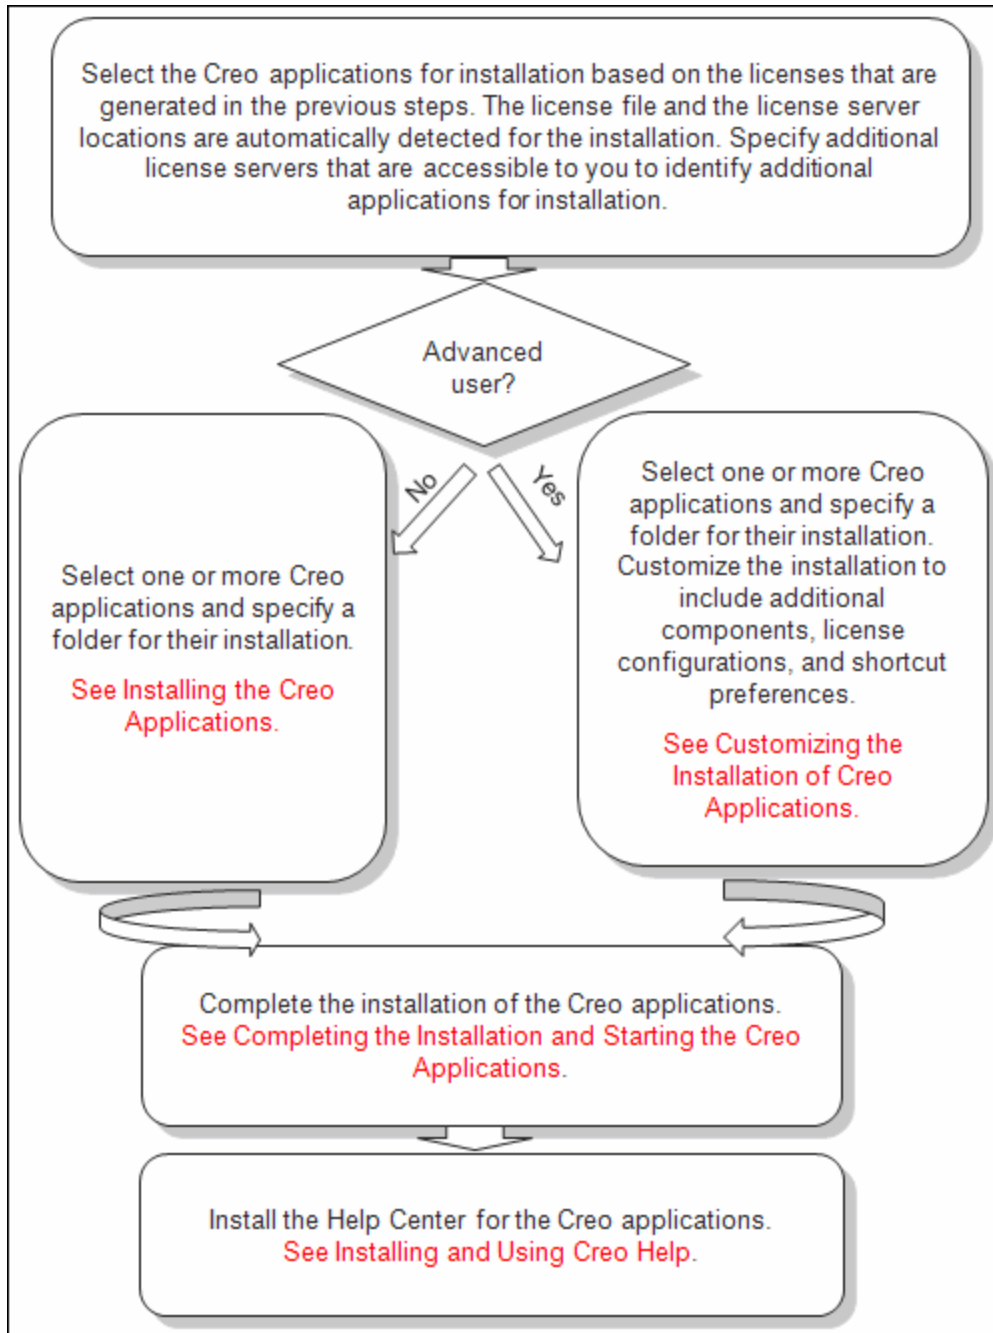 Select the Creo applications for installation based on the licenses that are
generated in the previous steps. The license file and the license server
locations are automatically detected for the installation. Specify additional
license servers that are accessible to you to identify additional
applications for installation.
Advanced
user?
No
Yes
Select one or more Creo
applications and specify a
folder for their installation.
See Installing the Creo
Applications.
Select one or more Creo
applications and specify a
folder for their installation.
Customize the installation to
include additional
components, license
configurations, and shortcut
preferences.
See Customizing the
Installation of Creo
Applications.
Complete the installation of the Creo applications.
See Completing the Installation and Starting the Creo
Applications.
Install the Help Center for the Creo applications.
See Installing and Using Creo Help.